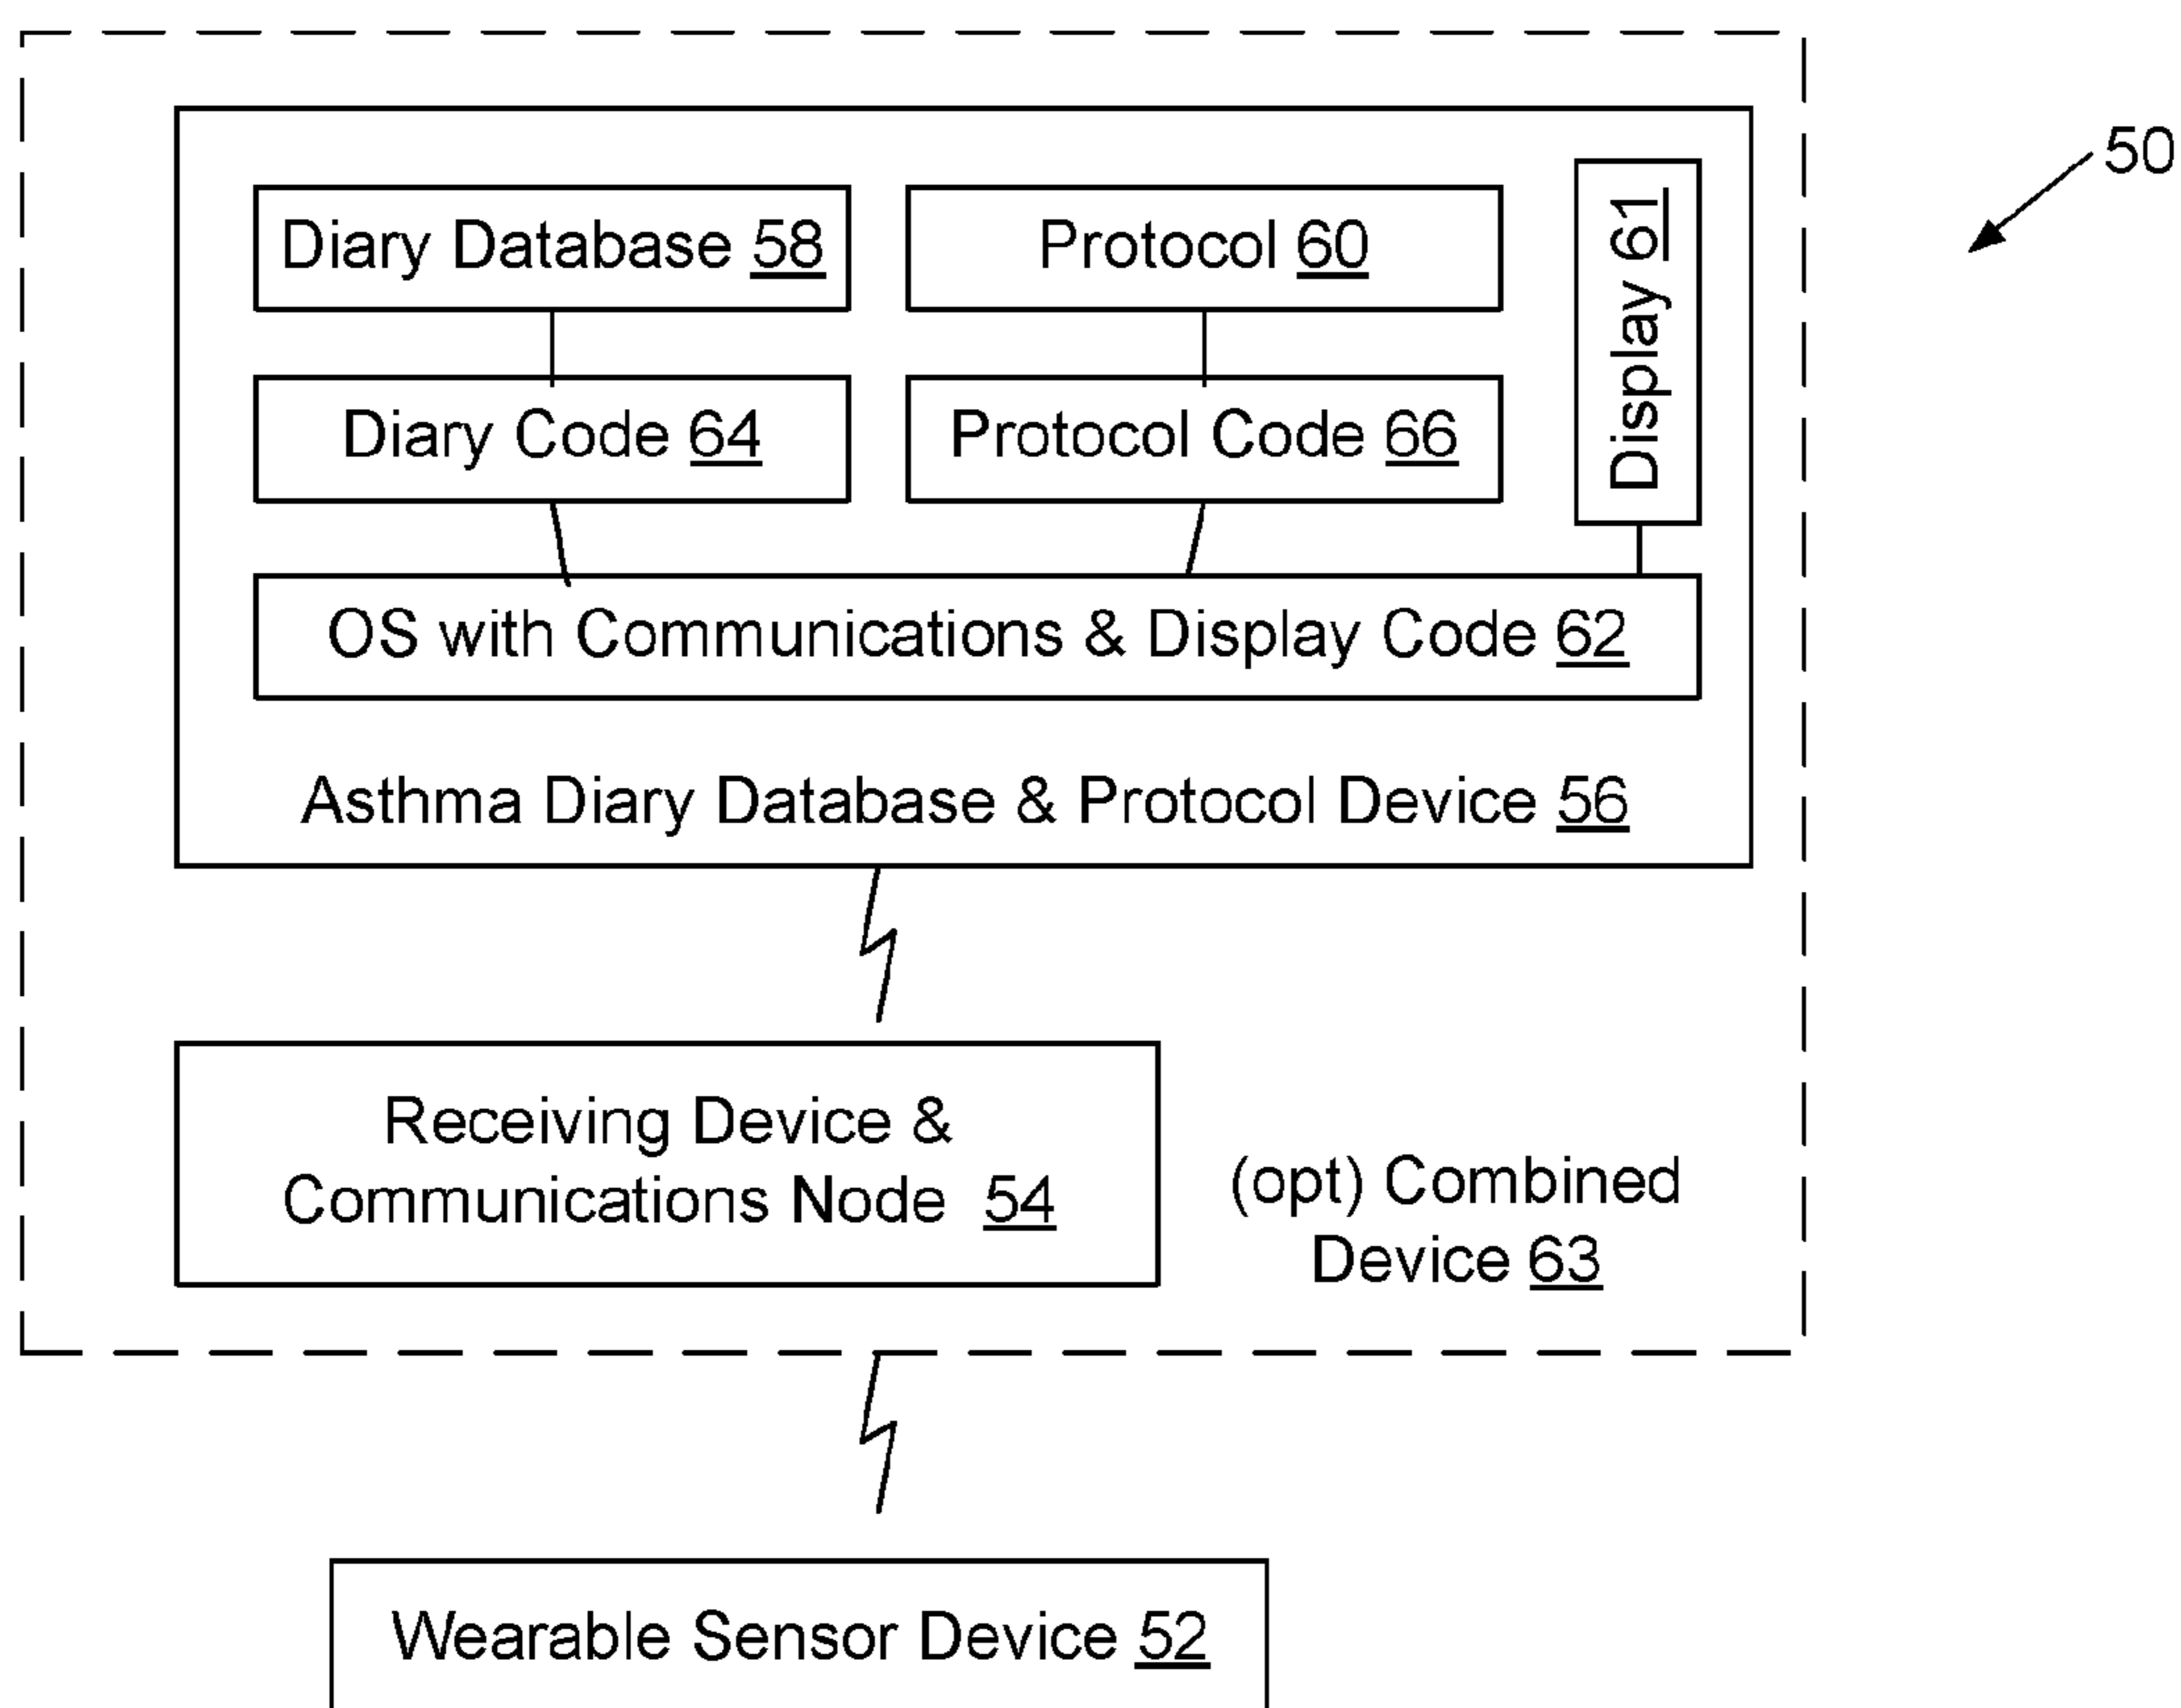 50
Diary Database 58
Protocol 60
Display 61
Diary Code 64
Protocol Code 66
OS with Communications & Display Code 62
Asthma Diary Database & Protocol Device 56
Receiving Device &
Communications Node 54
(opt) Combined
Device 63
Wearable Sensor Device 52